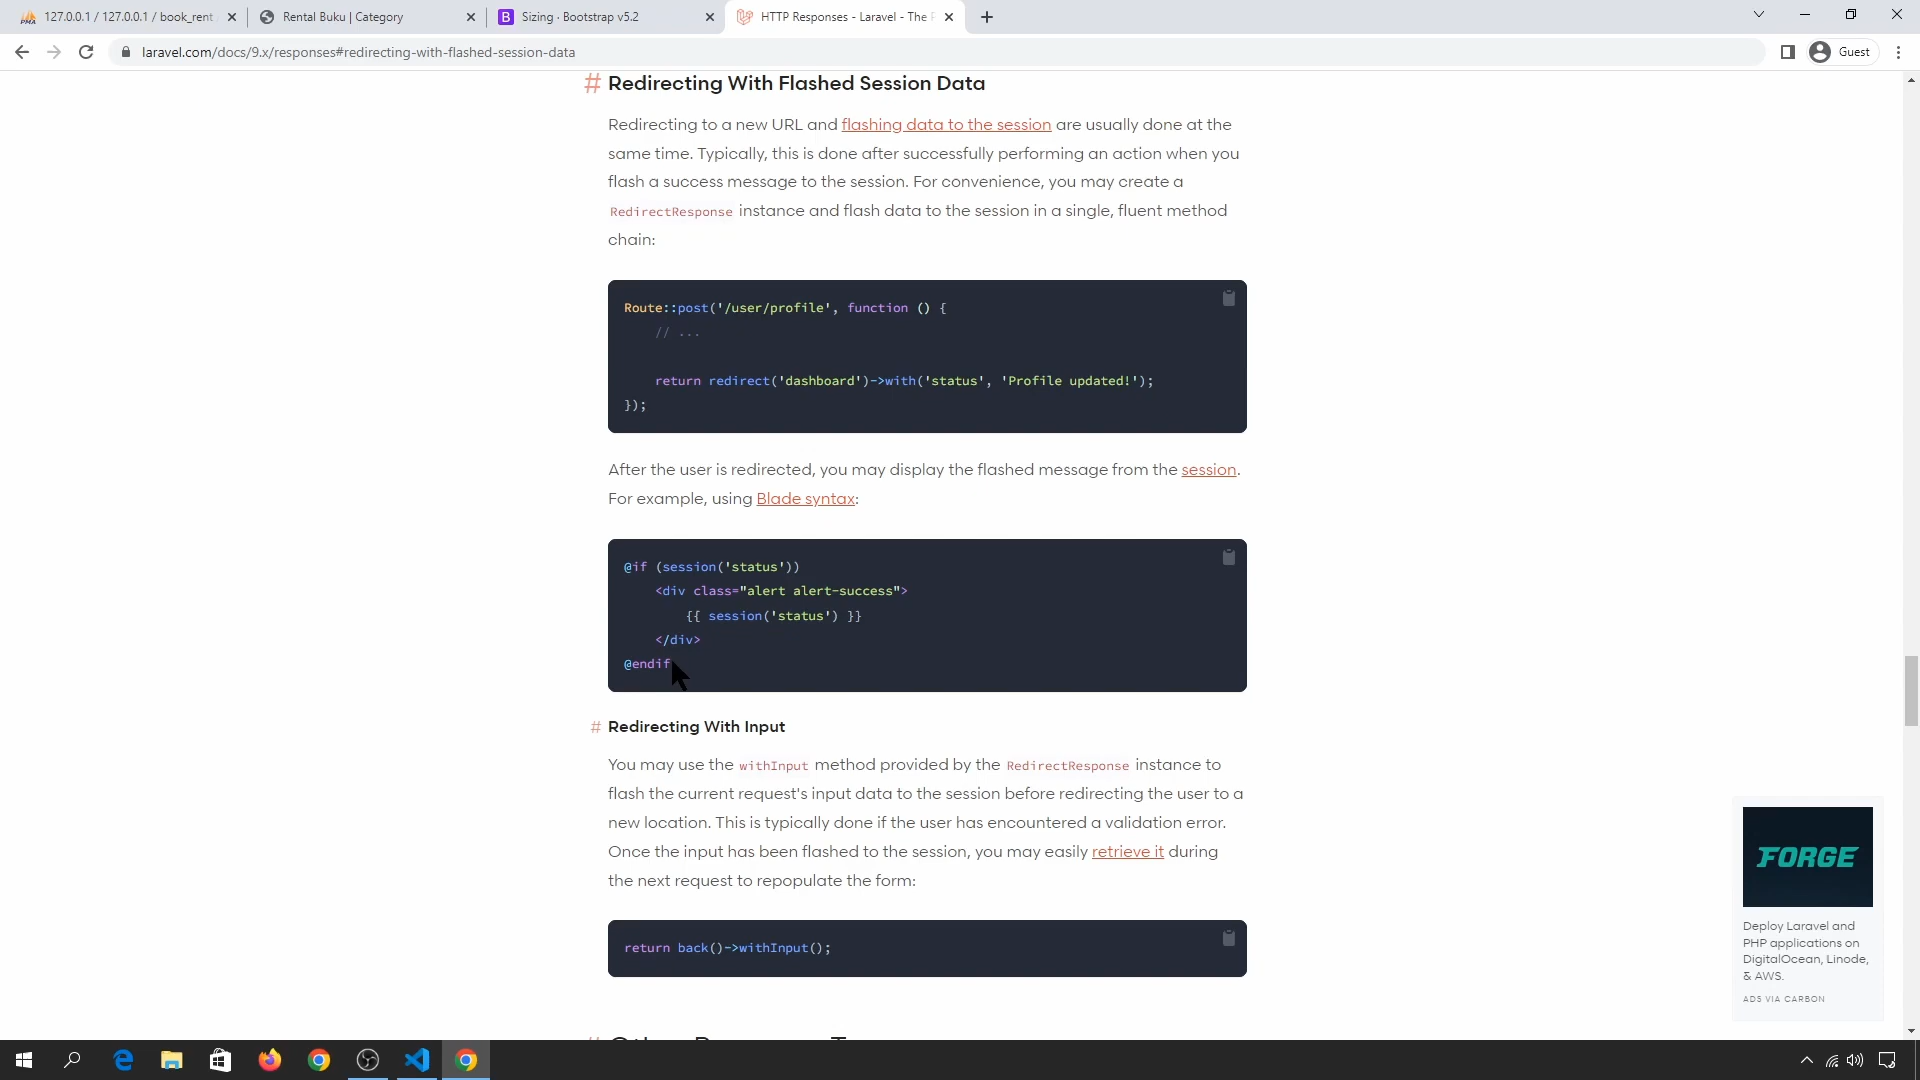 127.0.0.1 / 127.0.0.1 / book_rent
Rental Buku | Category
Sizing · Bootstrap v5.2
HTTP Responses - Laravel - The
laravel.com/docs/9.x/responses#redirecting-with-flashed-session-data
Guest
# Redirecting With Flashed Session Data
Redirecting to a new URL and flashing data to the session are usually done at the
same time. Typically, this is done after successfully performing an action when you
flash a success message to the session. For convenience, you may create a
RedirectResponse instance and flash data to the session in a single, fluent method
chain:
Route::post('/user/profile', function () {
// ...
return redirect('dashboard')->with('status', 'Profile updated!');
});
After the user is redirected, you may display the flashed message from the session.
For example, using Blade syntax:
@if (session('status'))
<div class="alert alert-success">
{{ session('status') }}
</div>
@endif
# Redirecting With Input
You may use the withInput method provided by the RedirectResponse instance to
flash the current request's input data to the session before redirecting the user to a
new location. This is typically done if the user has encountered a validation error.
Once the input has been flashed to the session, you may easily retrieve it during
the next request to repopulate the form:
return back()->withInput();
FORGE
Deploy Laravel and
PHP applications on
DigitalOcean, Linode,
& AWS.
ADS VIA CARBON